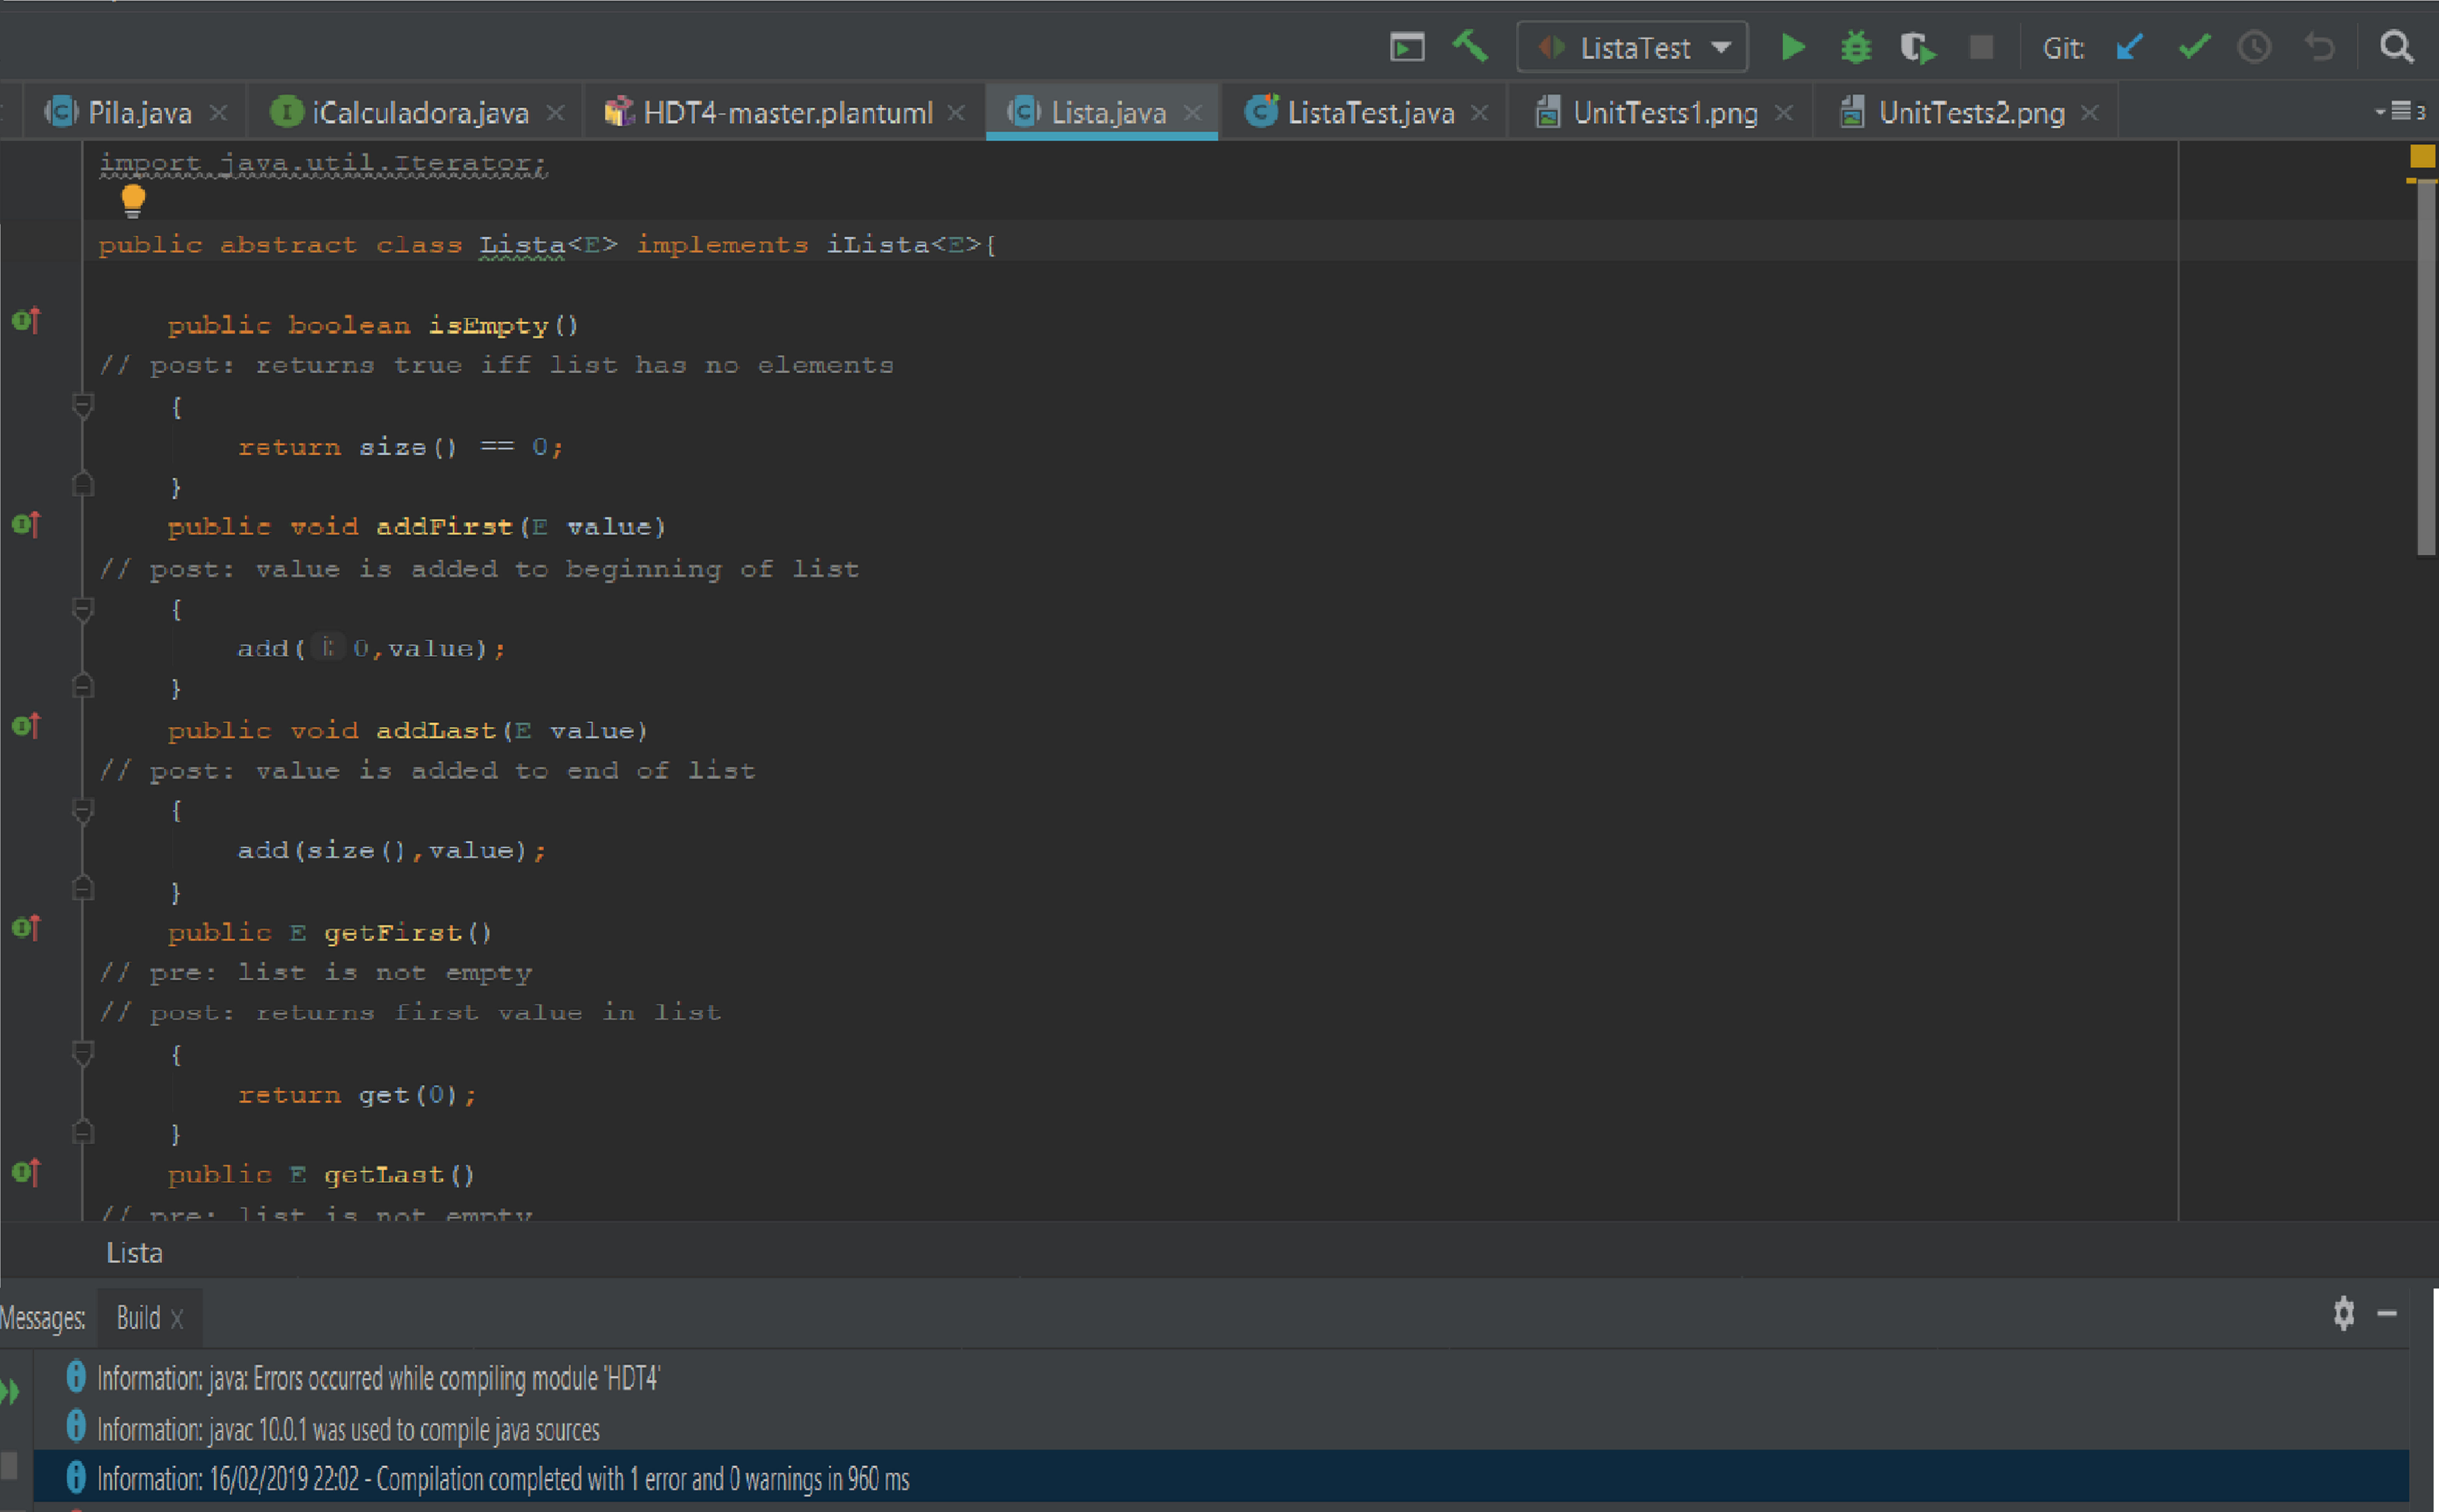 ListaTest Git:
Pila.java iCalculadora.java HDT4-master.plantuml Lista.java ListaTest.java UnitTests1.png UnitTests2.png 3
import java.util.Iterator;
public abstract class Lista<E> implements iLista<E>{
public boolean isEmpty()
// post: returns true iff list has no elements
{
return size() == 0;
}
public void addFirst(E value)
// post: value is added to beginning of list
{
add( i: 0,value);
}
public void addLast(E value)
// post: value is added to end of list
{
add(size(),value);
}
public E getFirst()
// pre: list is not empty
// post: returns first value in list
{
return get(0);
}
public E getLast()
// pre: list is not empty
Lista
Messages: Build
Information: java: Errors occurred while compiling module 'HDT4'
Information: javac 10.0.1 was used to compile java sources
Information: 16/02/2019 22:02 - Compilation completed with 1 error and 0 warnings in 960 ms